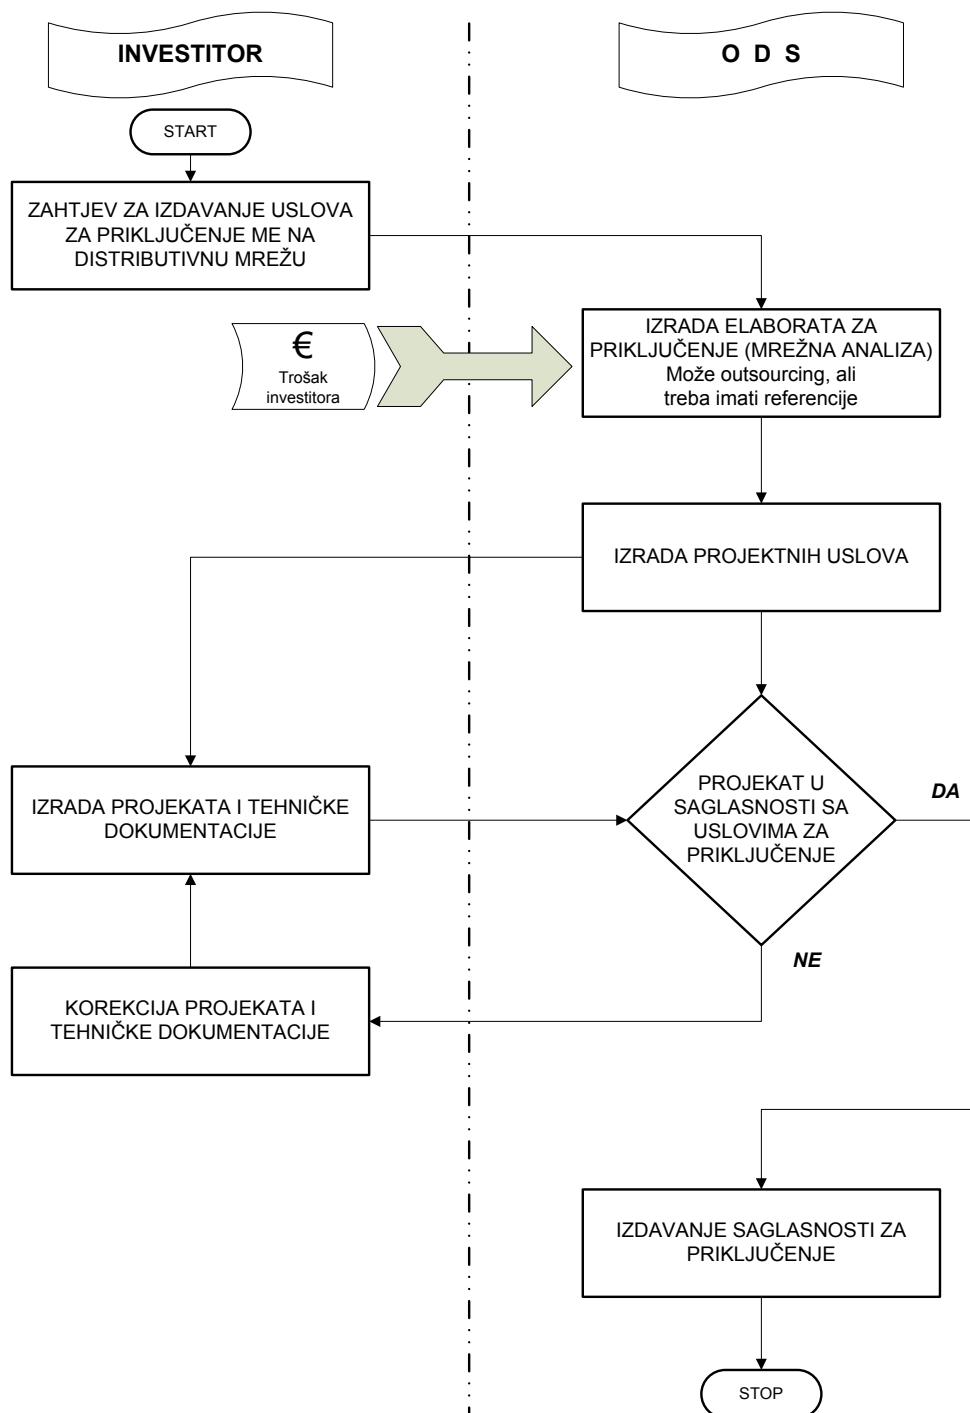 INVESTITOR
O D S
START
ZAHTJEV ZA IZDAVANJE USLOVA
ZA PRIKLJUČENJE ME NA
DISTRIBUTIVNU MREŽU
IZRADA ELABORATA ZA
PRIKLJUČENJE (MREŽNA ANALIZA)
Može outsourcing, ali
treba imati referencije
€
Trošak
investitora
IZRADA PROJEKTNIH USLOVA
IZRADA PROJEKATA I TEHNIČKE
DOKUMENTACIJE
PROJEKAT U
SAGLASNOSTI SA
USLOVIMA ZA
PRIKLJUČENJE
DA
NE
KOREKCIJA PROJEKATA I
TEHNIČKE DOKUMENTACIJE
IZDAVANJE SAGLASNOSTI ZA
PRIKLJUČENJE
STOP